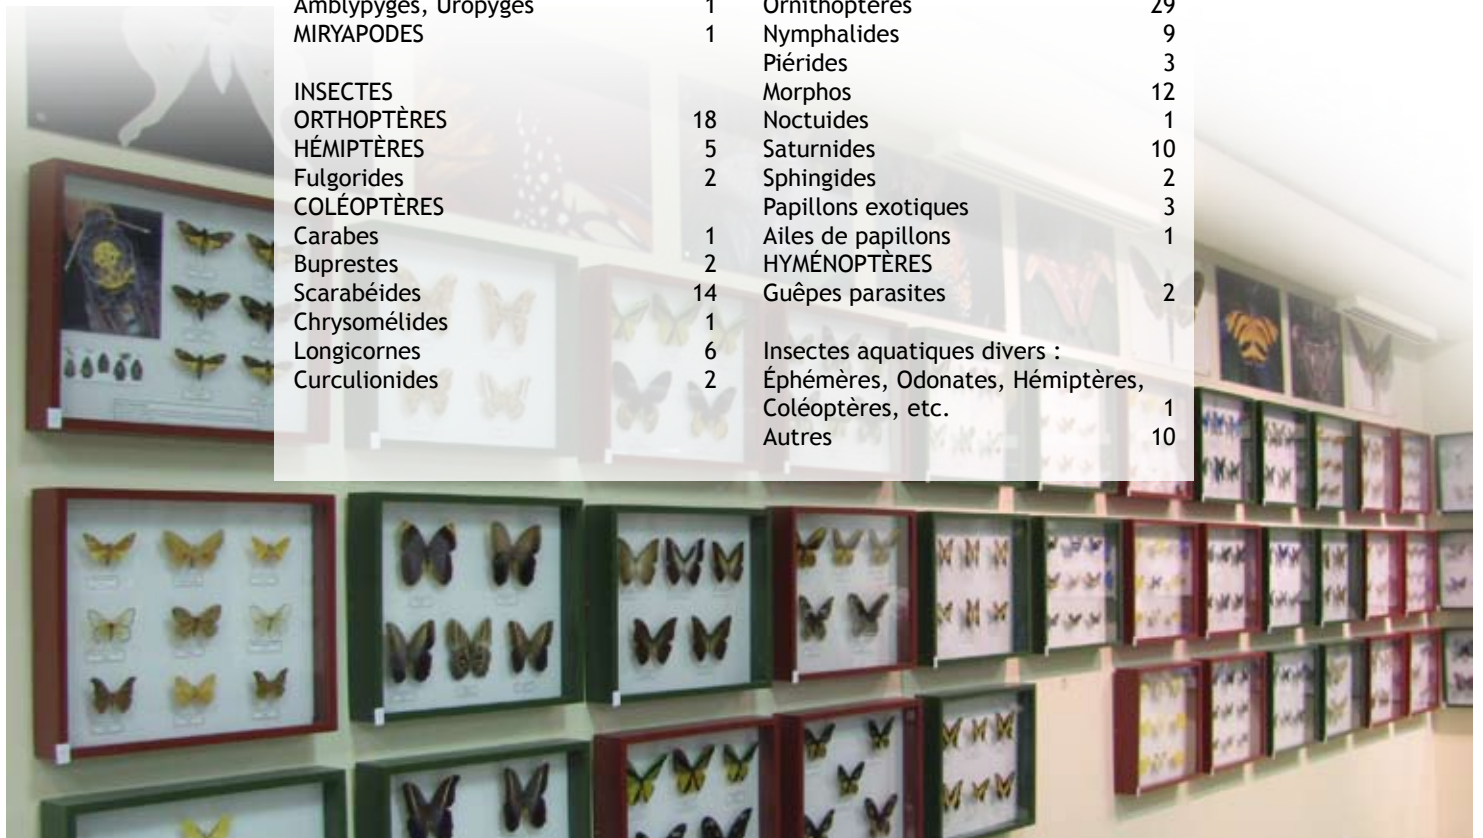 Amblypyges, Uropyges 1
MIRYAPODES 1
INSECTES
ORTHOPTÈRES 18
HÉMIPTÈRES 5
Fulgorides 2
COLÉOPTÈRES
Carabes 1
Buprestes 2
Scarabéides 14
Chrysomélides 1
Longicornes 6
Curculionides 2
Ornithoptères 29
Nymphalides 9
Piérides 3
Morphos 12
Noctuides 1
Saturnides 10
Sphingides 2
Papillons exotiques 3
Ailes de papillons 1
HYMÉNOPTÈRES
Guêpes parasites 2
Insectes aquatiques divers :
Éphémères, Odonates, Hémiptères,
Coléoptères, etc. 1
Autres 10